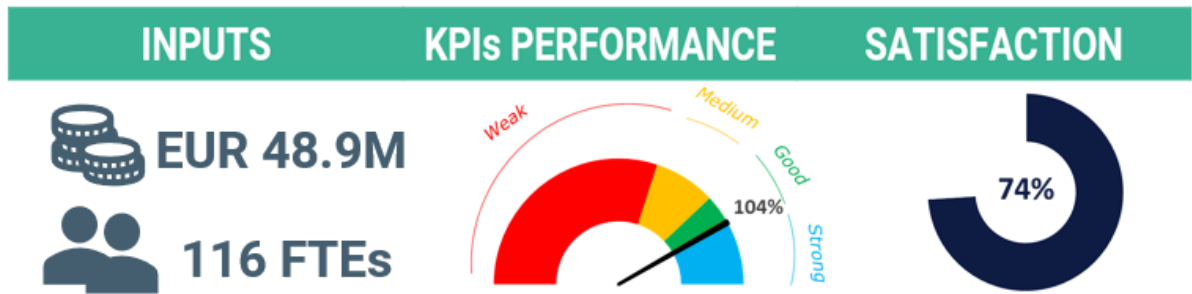 INPUTS
KPIs PERFORMANCE
SATISFACTION
EUR 48.9M
116 FTEs
Weak
Medium
Good
104%
Strong
74%